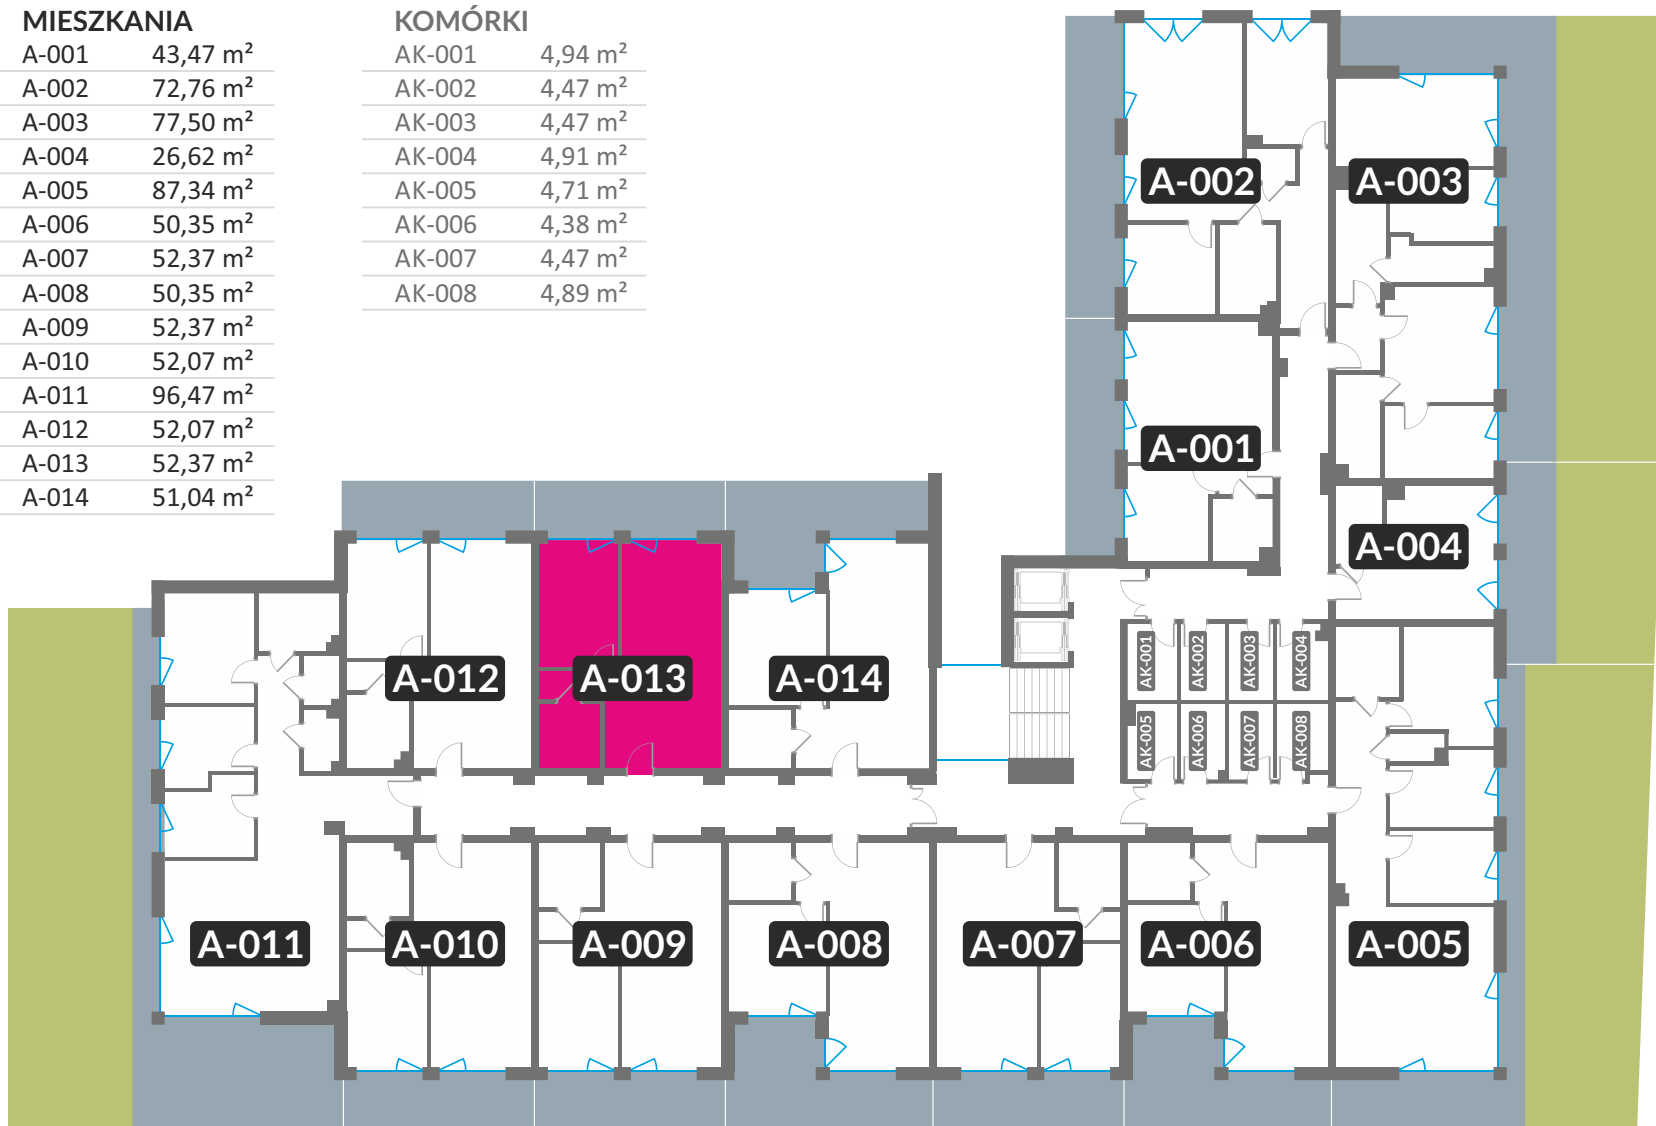 MIESZKANIA
A-001 43,47 m²
A-002 72,76 m²
A-003 77,50 m²
A-004 26,62 m²
A-005 87,34 m²
A-006 50,35 m²
A-007 52,37 m²
A-008 50,35 m²
A-009 52,37 m²
A-010 52,07 m²
A-011 96,47 m²
A-012 52,07 m²
A-013 52,37 m²
A-014 51,04 m²
KOMÓRKI
AK-001 4,94 m²
AK-002 4,47 m²
AK-003 4,47 m²
AK-004 4,91 m²
AK-005 4,71 m²
AK-006 4,38 m²
AK-007 4,47 m²
AK-008 4,89 m²
A-002
A-003
A-001
A-004
A-012
A-013
A-014
AK-001
AK-002
AK-003
AK-004
AK-005
AK-006
AK-007
AK-008
A-011
A-010
A-009
A-008
A-007
A-006
A-005